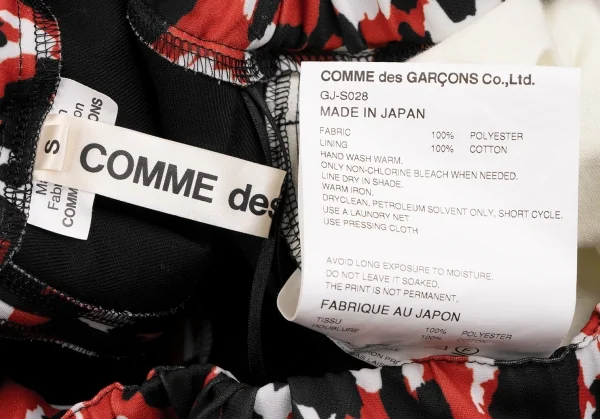 S
COMME des
COMME des GARÇONS Co.,Ltd.
GJ-S028
MADE IN JAPAN
FABRIC 100% POLYESTER
LINING 100% COTTON
HAND WASH WARM.
ONLY NON-CHLORINE BLEACH WHEN NEEDED.
LINE DRY IN SHADE.
WARM IRON.
DRYCLEAN, PETROLEUM SOLVENT ONLY, SHORT CYCLE.
USE A LAUNDRY NET
USE PRESSING CLOTH
AVOID LONG EXPOSURE TO MOISTURE.
DO NOT LEAVE IT SOAKED.
THE PRINT IS NOT PERMANENT.
FABRIQUE AU JAPON
TISSU 100% POLYESTER
DOUBLURE 100% COTTON